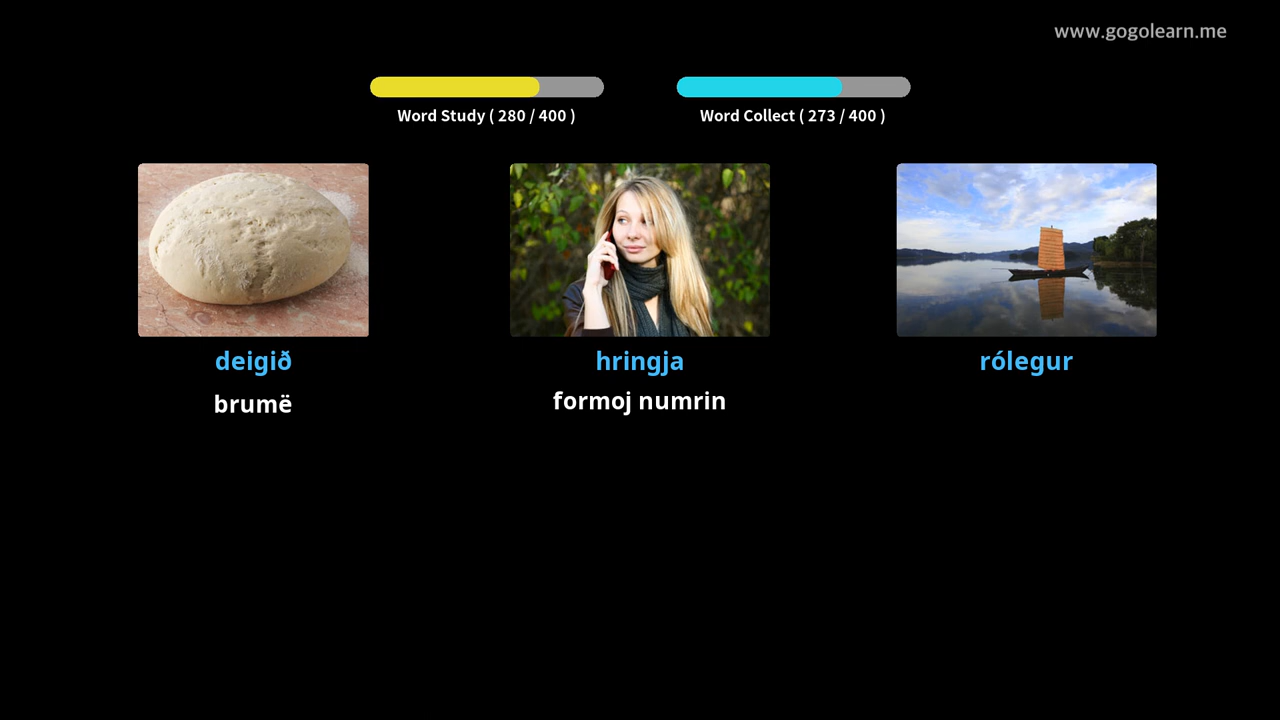 www.gogolearn.me
Word Study ( 280 / 400 )
Word Collect ( 273 / 400 )
deigið
hringja
rólegur
brumë
formoj numrin